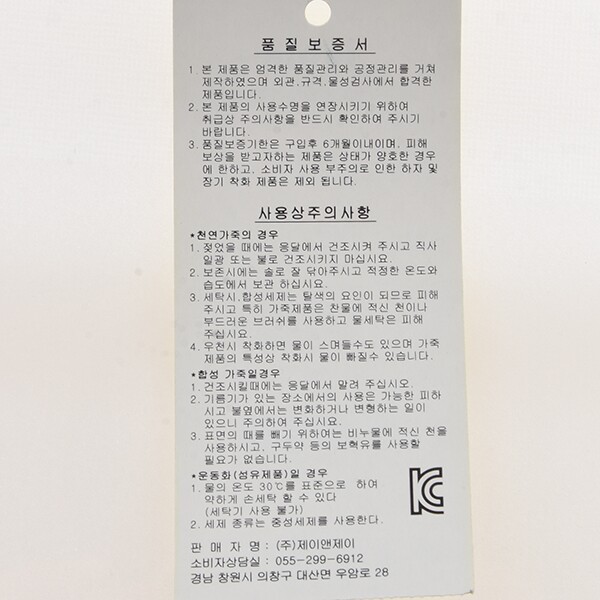 품질보증서
1. 본 제품은 엄격한 품질관리와 공정관리를 거쳐
제작하였으며 외관.규격.물성검사에서 합격한
제품입니다.
2. 본 제품의 사용수명을 연장시키기 위하여
취급상 주의사항을 반드시 확인하여 주시기
바랍니다.
3. 품질보증기한은 구입후 6개월이내이며, 피해
보상을 받고자하는 제품은 상태가 양호한 경우
에 한하고, 소비자 사용 부주의로 인한 하자 및
장기 착화 제품은 제외 됩니다.
사용상주의사항
*천연가죽의 경우
1. 젖었을 때에는 응달에서 건조시켜 주시고 직사
일광 또는 불로 건조시키지 마십시요.
2. 보존시에는 솔로 잘 닦아주시고 적정한 온도와
습도에서 보관 하십시요.
3. 세탁시,합성세제는 탈색의 요인이 되므로 피해
주시고 특히 가죽제품은 찬물에 적신 천이나
부드러운 브러쉬를 사용하고 물세탁은 피해
주십시요.
4. 우천시 착화하면 물이 스며들수도 있으며 가죽
제품의 특성상 착화시 물이 빠질수 있습니다.
*합성 가죽일경우
1. 건조시킬때에는 응달에서 말려 주십시오.
2. 기름기가 있는 장소에서의 사용은 가능한 피하
시고 불옆에서는 변화하거나 변형하는 일이
있으니 주의하여 주십시요.
3. 표면의 때를 빼기 위하여는 비누물에 적신 천을
사용하시고, 구두약 등의 보혁유를 사용할
필요가 없습니다.
*운동화(섬유제품)일 경우
1. 물의 온도 30℃를 표준으로 하여
약하게 손세탁 할 수 있다
(세탁기 사용 불가)
2. 세제 종류는 중성세제를 사용한다.
판 매 자 명 : (주)제이앤제이
소비자상담실 : 055-299-6912
경남 창원시 의창구 대산면 우암로 28